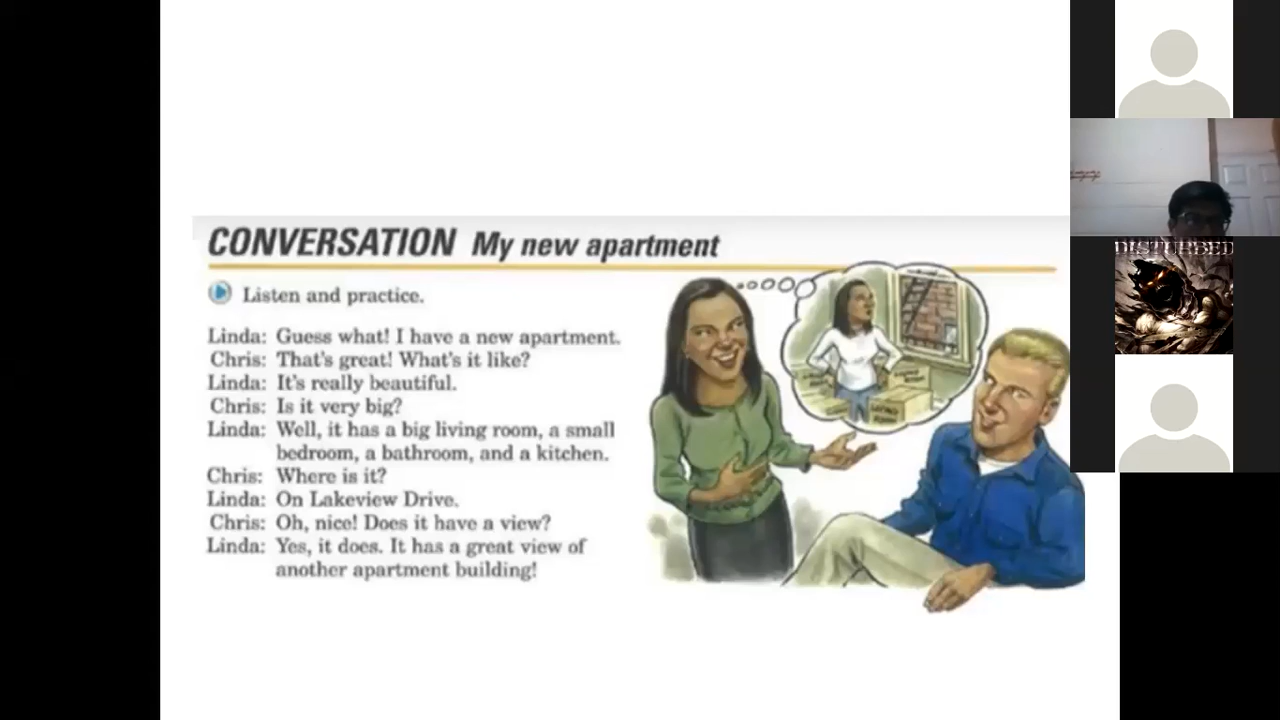 CONVERSATION My new apartment
Listen and practice.
Linda: Guess what! I have a new apartment.
Chris: That's great! What's it like?
Linda: It's really beautiful.
Chris: Is it very big?
Linda: Well, it has a big living room, a small
bedroom, a bathroom, and a kitchen.
Chris: Where is it?
Linda: On Lakeview Drive.
Chris: Oh, nice! Does it have a view?
Linda: Yes, it does. It has a great view of
another apartment building!
LIVING
ROOM
DISTURBED